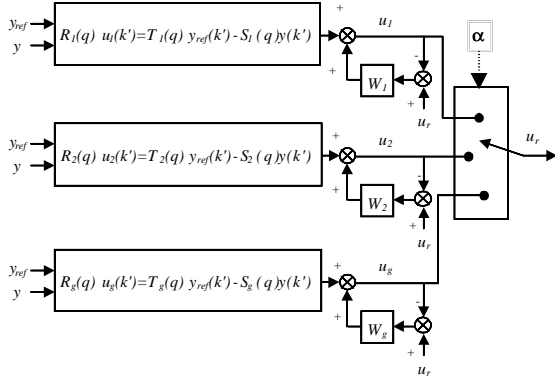 y_ref
y
R_1(q) u_1(k')=T_1(q) y_ref(k')-S_1(q)y(k')
+
+
u_1
W_1
-
+
u_r
α
u_r
y_ref
y
R_2(q) u_2(k')=T_2(q) y_ref(k')-S_2(q)y(k')
+
+
u_2
W_2
-
+
u_r
y_ref
y
R_g(q) u_g(k')=T_g(q) y_ref(k')-S_g(q)y(k')
+
+
u_g
W_g
-
+
u_r